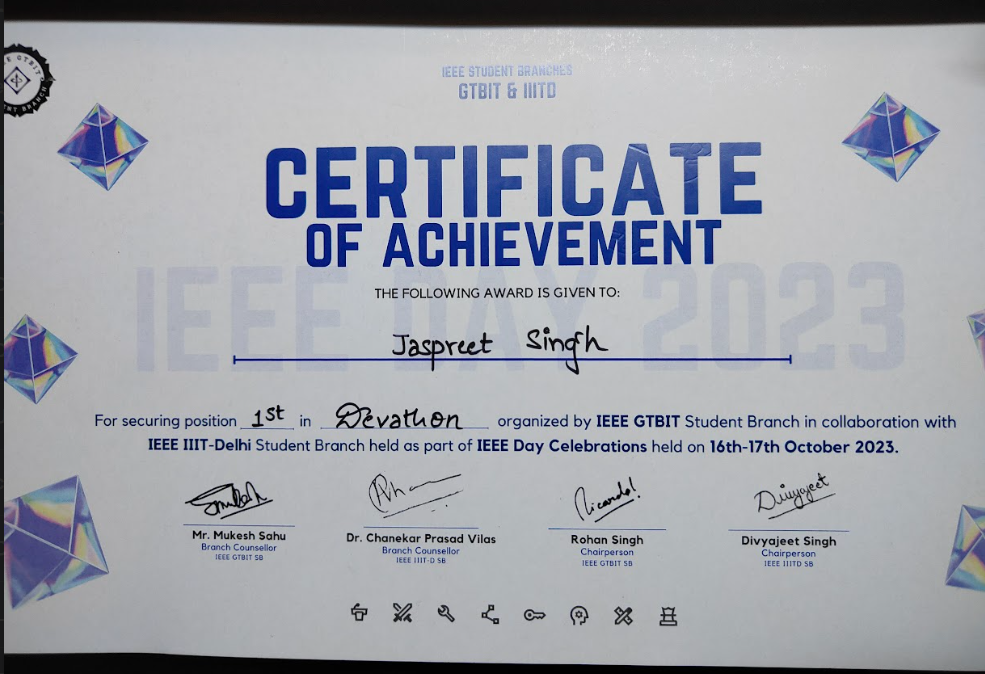 IEEE STUDENT BRANCHES
GTBIT & IIITD
CERTIFICATE
OF ACHIEVEMENT
IEEE DAY 2023
THE FOLLOWING AWARD IS GIVEN TO:
Jaspreet Singh
For securing position 1st in Devathon organized by IEEE GTBIT Student Branch in collaboration with
IEEE IIIT-Delhi Student Branch held as part of IEEE Day Celebrations held on 16th-17th October 2023.
Divyajeet
Mr. Mukesh Sahu
Branch Counsellor
IEEE GTBIT SB
Dr. Chanekar Prasad Vilas
Branch Counsellor
IEEE IIIT-D SB
Rohan Singh
Chairperson
IEEE GTBIT SB
Divyajeet Singh
Chairperson
IEEE IIITD SB